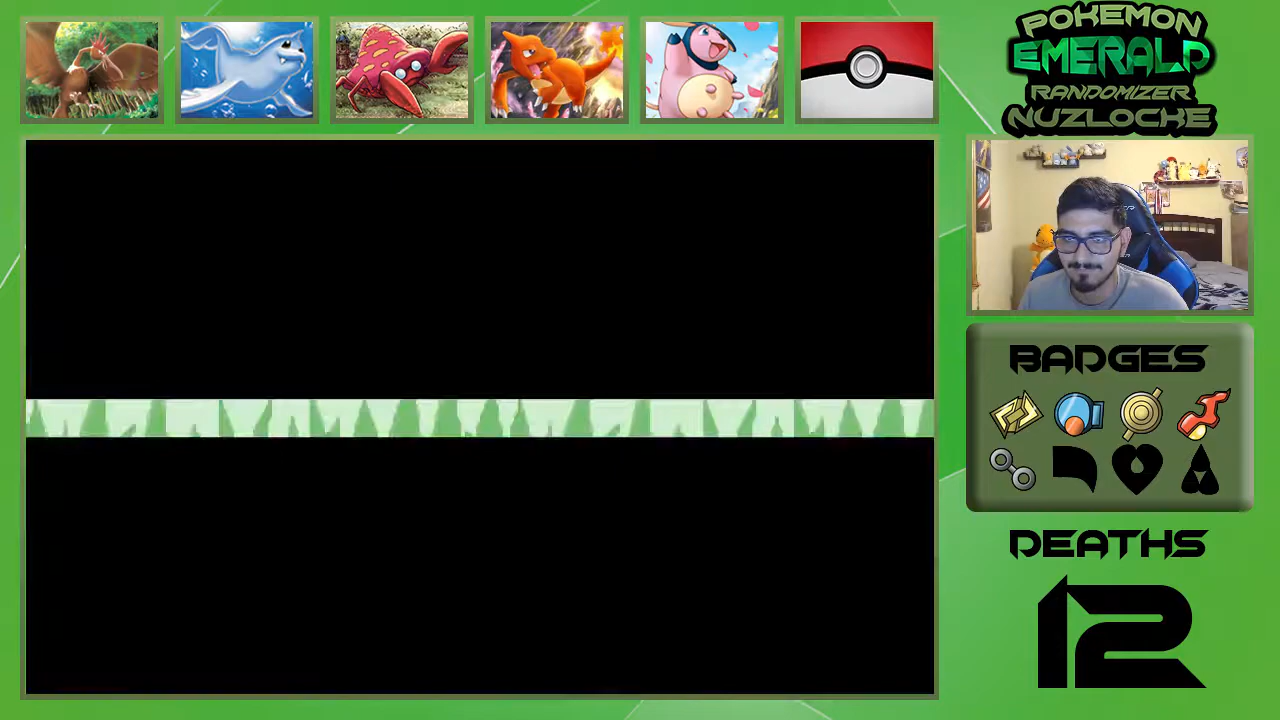 POKEMON
EMERALD
RANDOMIZER
NUZLOCKE
BADGES
DEATHS
12